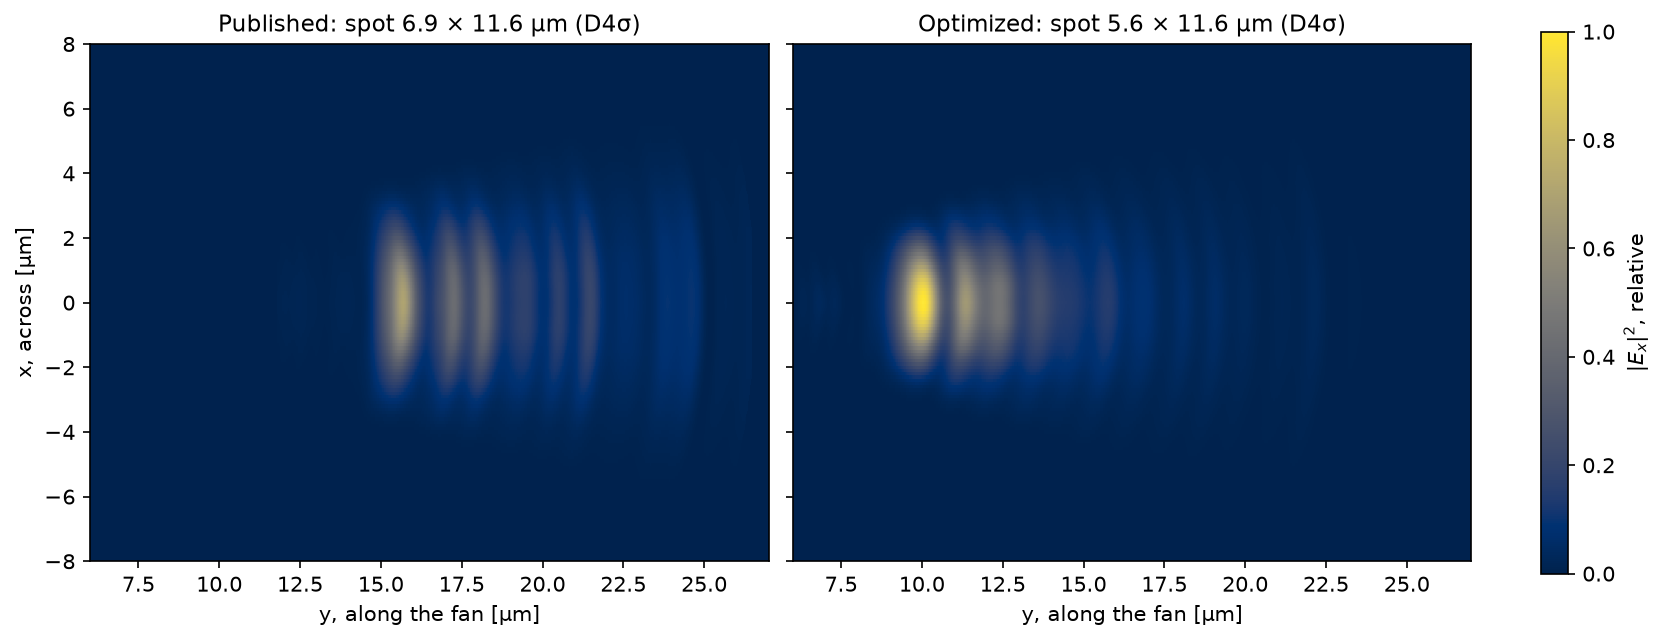 Published: spot 6.9 × 11.6 µm (D4σ)
Optimized: spot 5.6 × 11.6 µm (D4σ)
8
6
4
2
0
−2
−4
−6
−8
x, across [µm]
7.5 10.0 12.5 15.0 17.5 20.0 22.5 25.0
y, along the fan [µm]
7.5 10.0 12.5 15.0 17.5 20.0 22.5 25.0
y, along the fan [µm]
1.0
0.8
0.6
0.4
0.2
0.0
|Eₓ|², relative